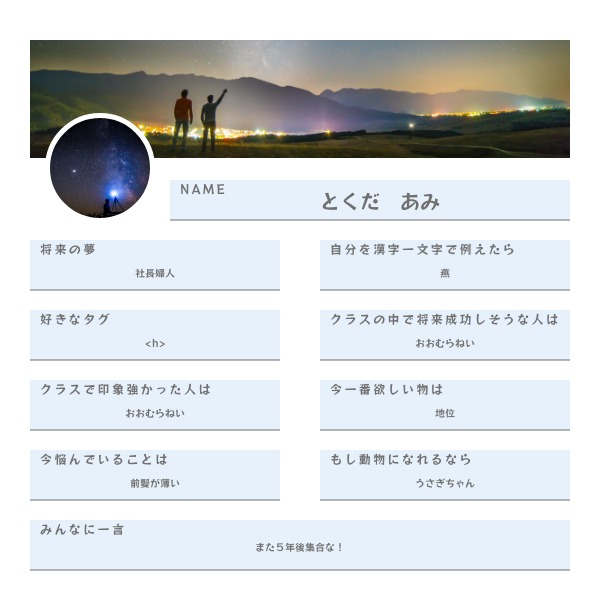 NAME
とくだ　あみ
将来の夢
社長婦人
自分を漢字一文字で例えたら
燕
好きなタグ
<h>
クラスの中で将来成功しそうな人は
おおむらねい
クラスで印象強かった人は
おおむらねい
今一番欲しい物は
地位
今悩んでいることは
前髪が薄い
もし動物になれるなら
うさぎちゃん
みんなに一言
また５年後集合な！